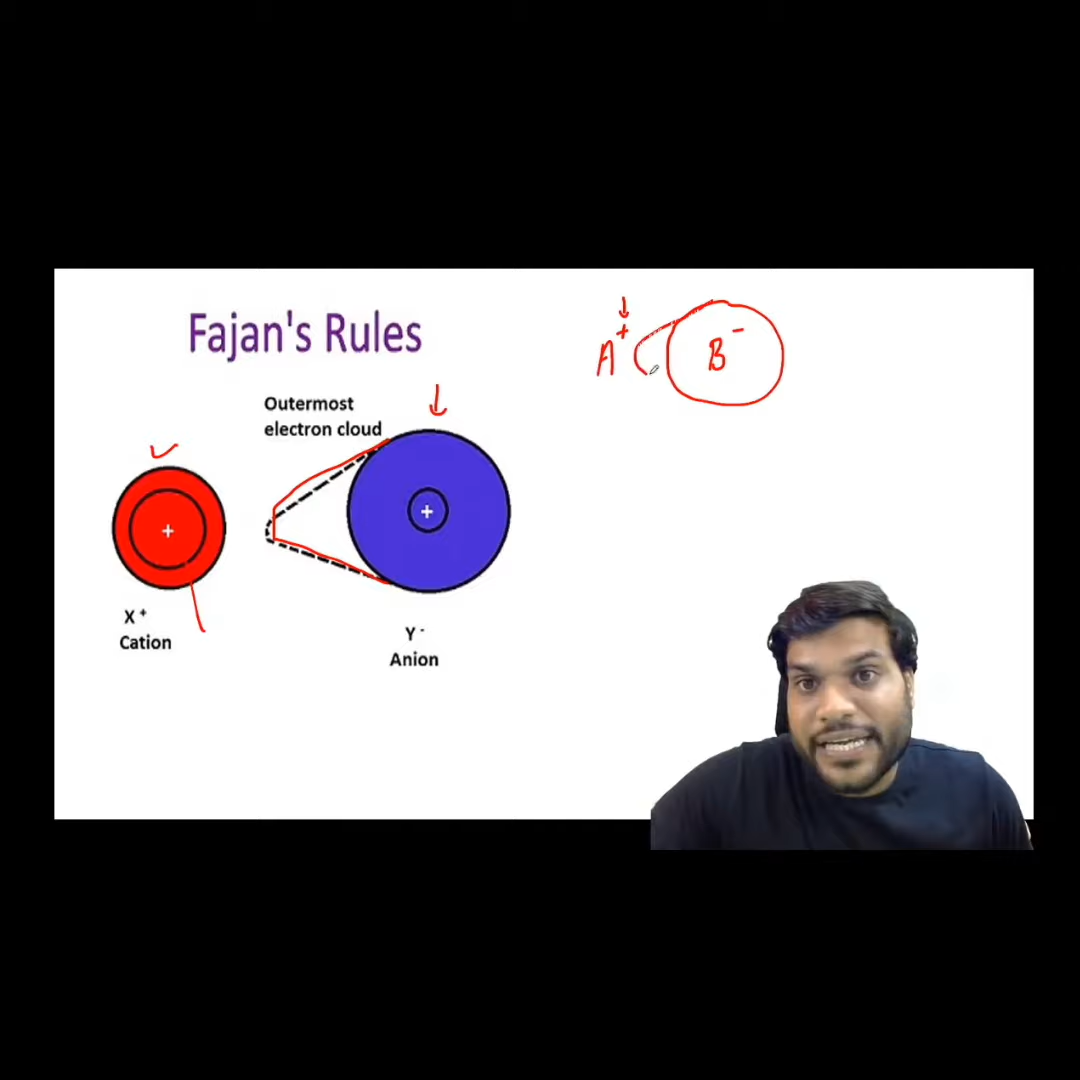 Fajan's Rules
Outermost
electron cloud
+
+
X +
Cation
Y -
Anion
A+
B-